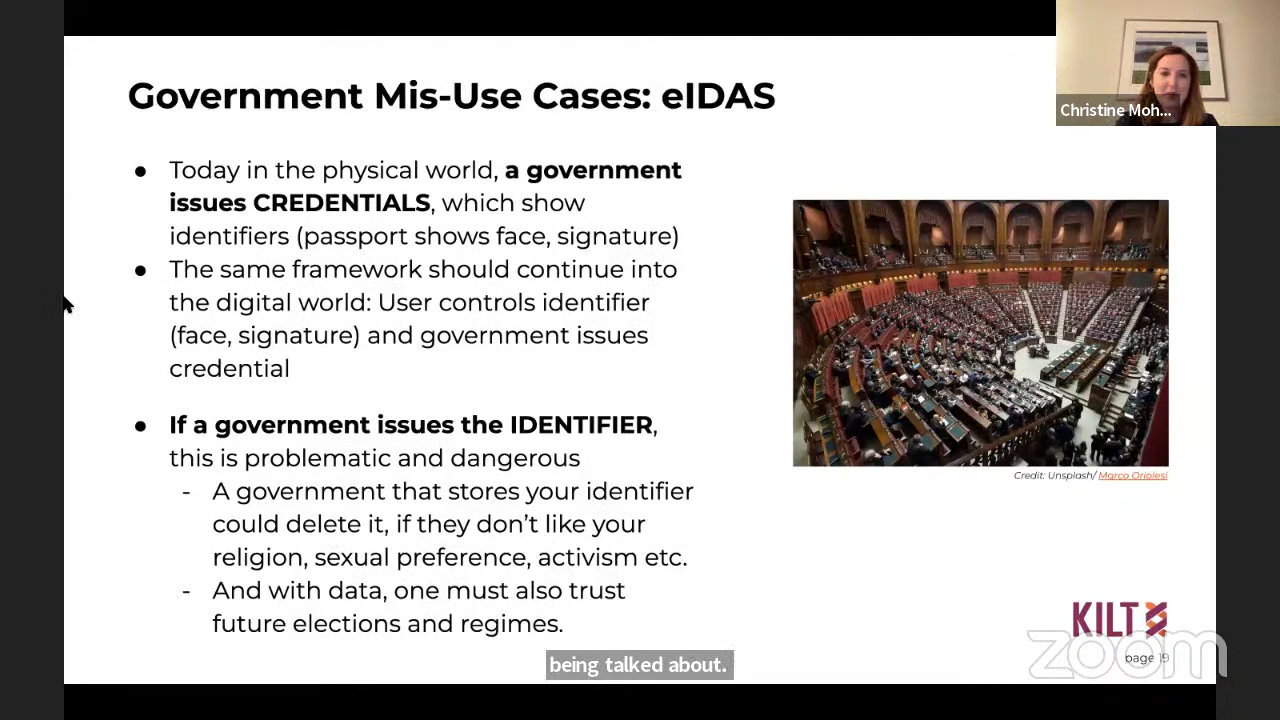 Government Mis-Use Cases: eIDAS
Christine Moh...
● Today in the physical world, a government
issues CREDENTIALS, which show
identifiers (passport shows face, signature)
● The same framework should continue into
the digital world: User controls identifier
(face, signature) and government issues
credential
● If a government issues the IDENTIFIER,
this is problematic and dangerous
- A government that stores your identifier
could delete it, if they don’t like your
religion, sexual preference, activism etc.
- And with data, one must also trust
future elections and regimes.
Credit: Unsplash/ Marco Oriolesi
KILT
zoom
page 19
being talked about.